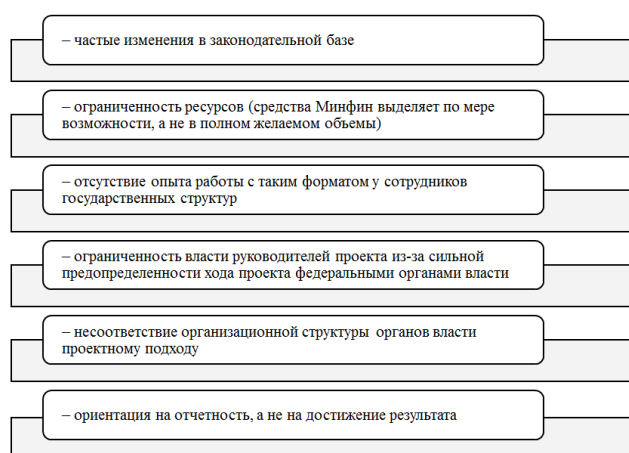 – частые изменения в законодательной базе
– ограниченность ресурсов (средства Минфин выделяет по мере
возможности, а не в полном желаемом объемы)
– отсутствие опыта работы с таким форматом у сотрудников
государственных структур
– ограниченность власти руководителей проекта из-за сильной
предопределенности хода проекта федеральными органами власти
– несоответствие организационной структуры органов власти
проектному подходу
– ориентация на отчетность, а не на достижение результата